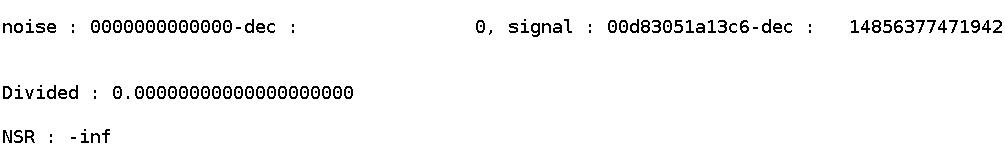 noise : 0000000000000-dec :                0, signal : 00d83051a13c6-dec :   14856377471942
Divided : 0.00000000000000000000
NSR : -inf